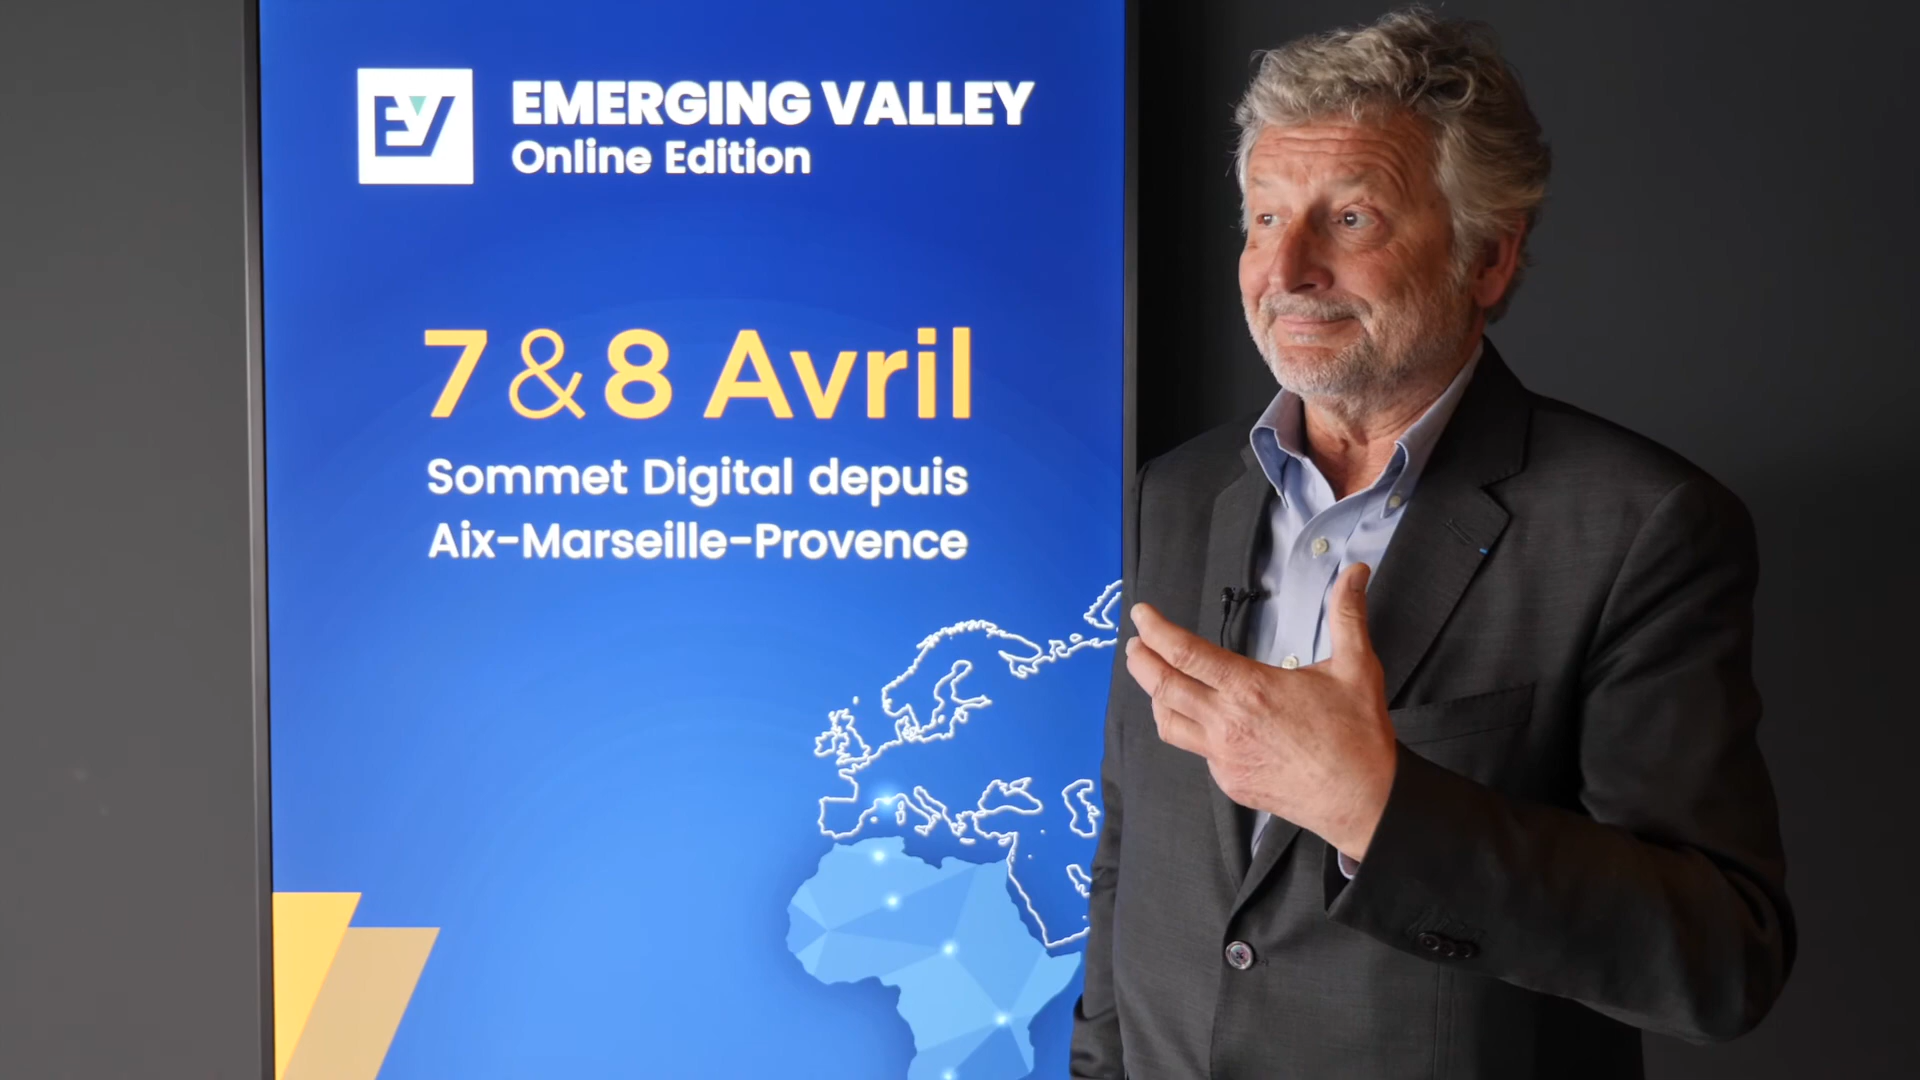 EV
EMERGING VALLEY
Online Edition
7 & 8 Avril
Sommet Digital depuis
Aix-Marseille-Provence